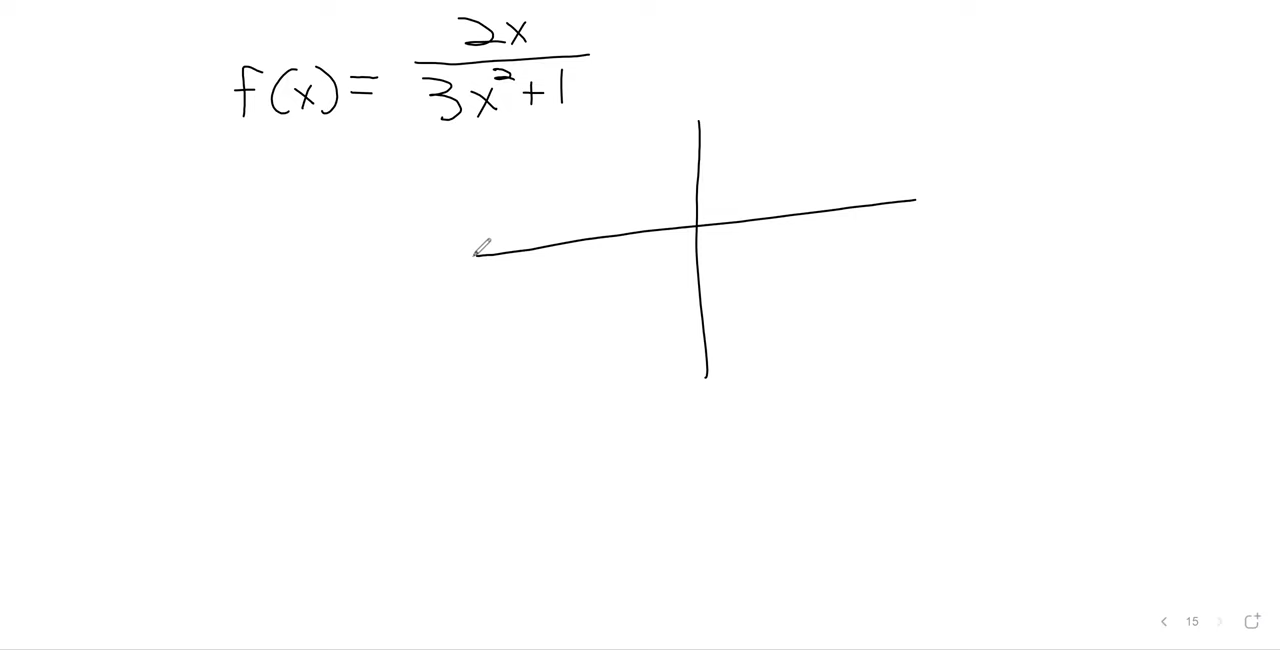 f(x) = 2x / 3x² + 1
15